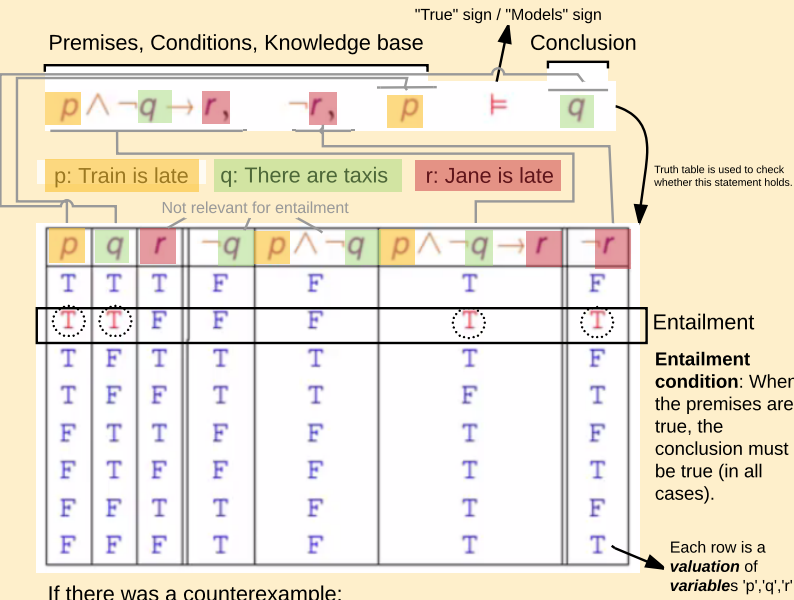 "True" sign / "Models" sign
Premises, Conditions, Knowledge base Conclusion
p ∧ ¬q → r, ¬r, p ⊨ q
Truth table is used to check
whether this statement holds.
p: Train is late q: There are taxis r: Jane is late
Not relevant for entailment
p q r ¬q p ∧ ¬q p ∧ ¬q → r ¬r
T T T F F T F
T T F F F T T
T F T T T T F
T F F T T F T
F T T F F T F
F T F F F T T
F F T T F T F
F F F T F T T
Entailment
Entailment
condition: When
the premises are
true, the
conclusion must
be true (in all
cases).
Each row is a
valuation of
variables 'p','q','r'
If there was a counterexample: